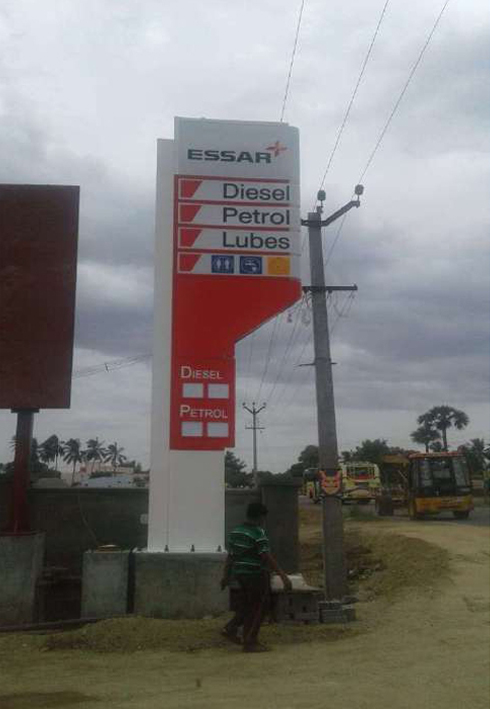 ESSAR
Diesel
Petrol
Lubes
DIESEL
PETROL